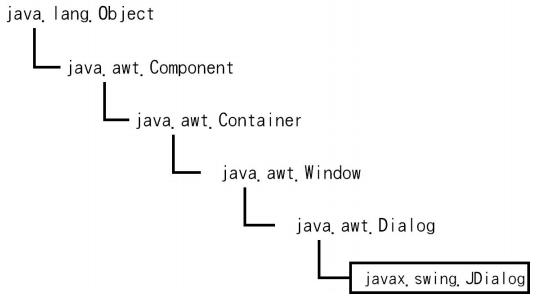 java.lang.Object
java.awt.Component
java.awt.Container
java.awt.Window
java.awt.Dialog
javax.swing.JDialog